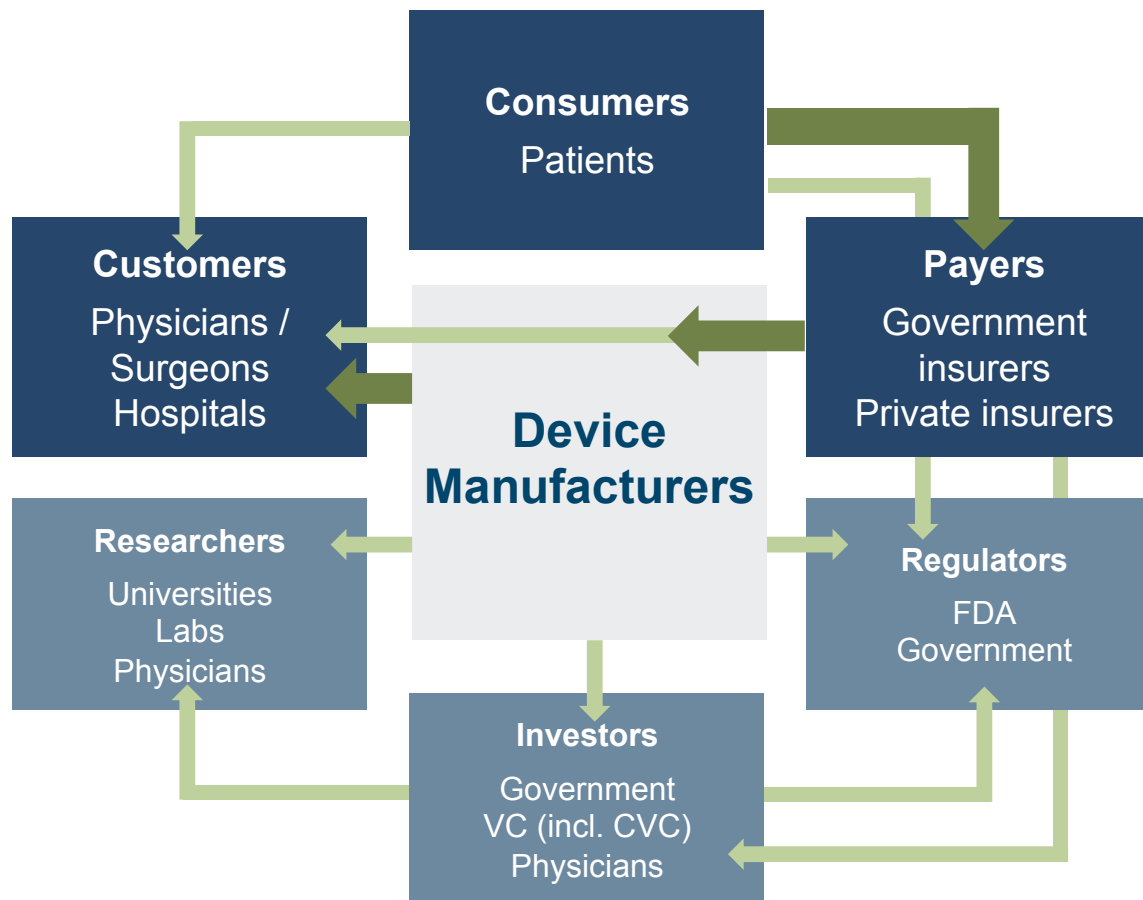 Consumers
Patients
Customers
Physicians /
Surgeons
Hospitals
Payers
Government
insurers
Private insurers
Device
Manufacturers
Researchers
Universities
Labs
Physicians
Regulators
FDA
Government
Investors
Government
VC (incl. CVC)
Physicians